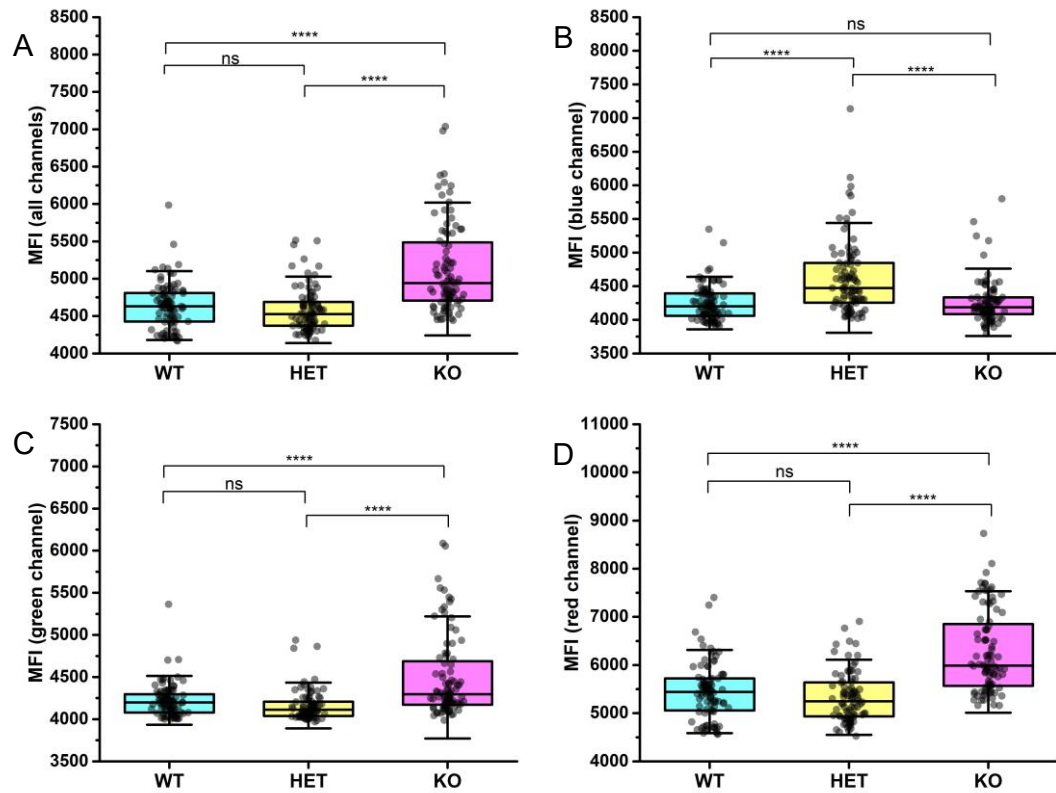 A
MFI (all channels)
8500
8000
7500
7000
6500
6000
5500
5000
4500
4000
****
ns
****
WT HET KO
B
MFI (blue channel)
8500
8000
7500
7000
6500
6000
5500
5000
4500
4000
3500
ns
****
****
WT HET KO
C
MFI (green channel)
7500
7000
6500
6000
5500
5000
4500
4000
3500
****
ns
****
WT HET KO
D
MFI (red channel)
11000
10000
9000
8000
7000
6000
5000
4000
****
ns
****
WT HET KO